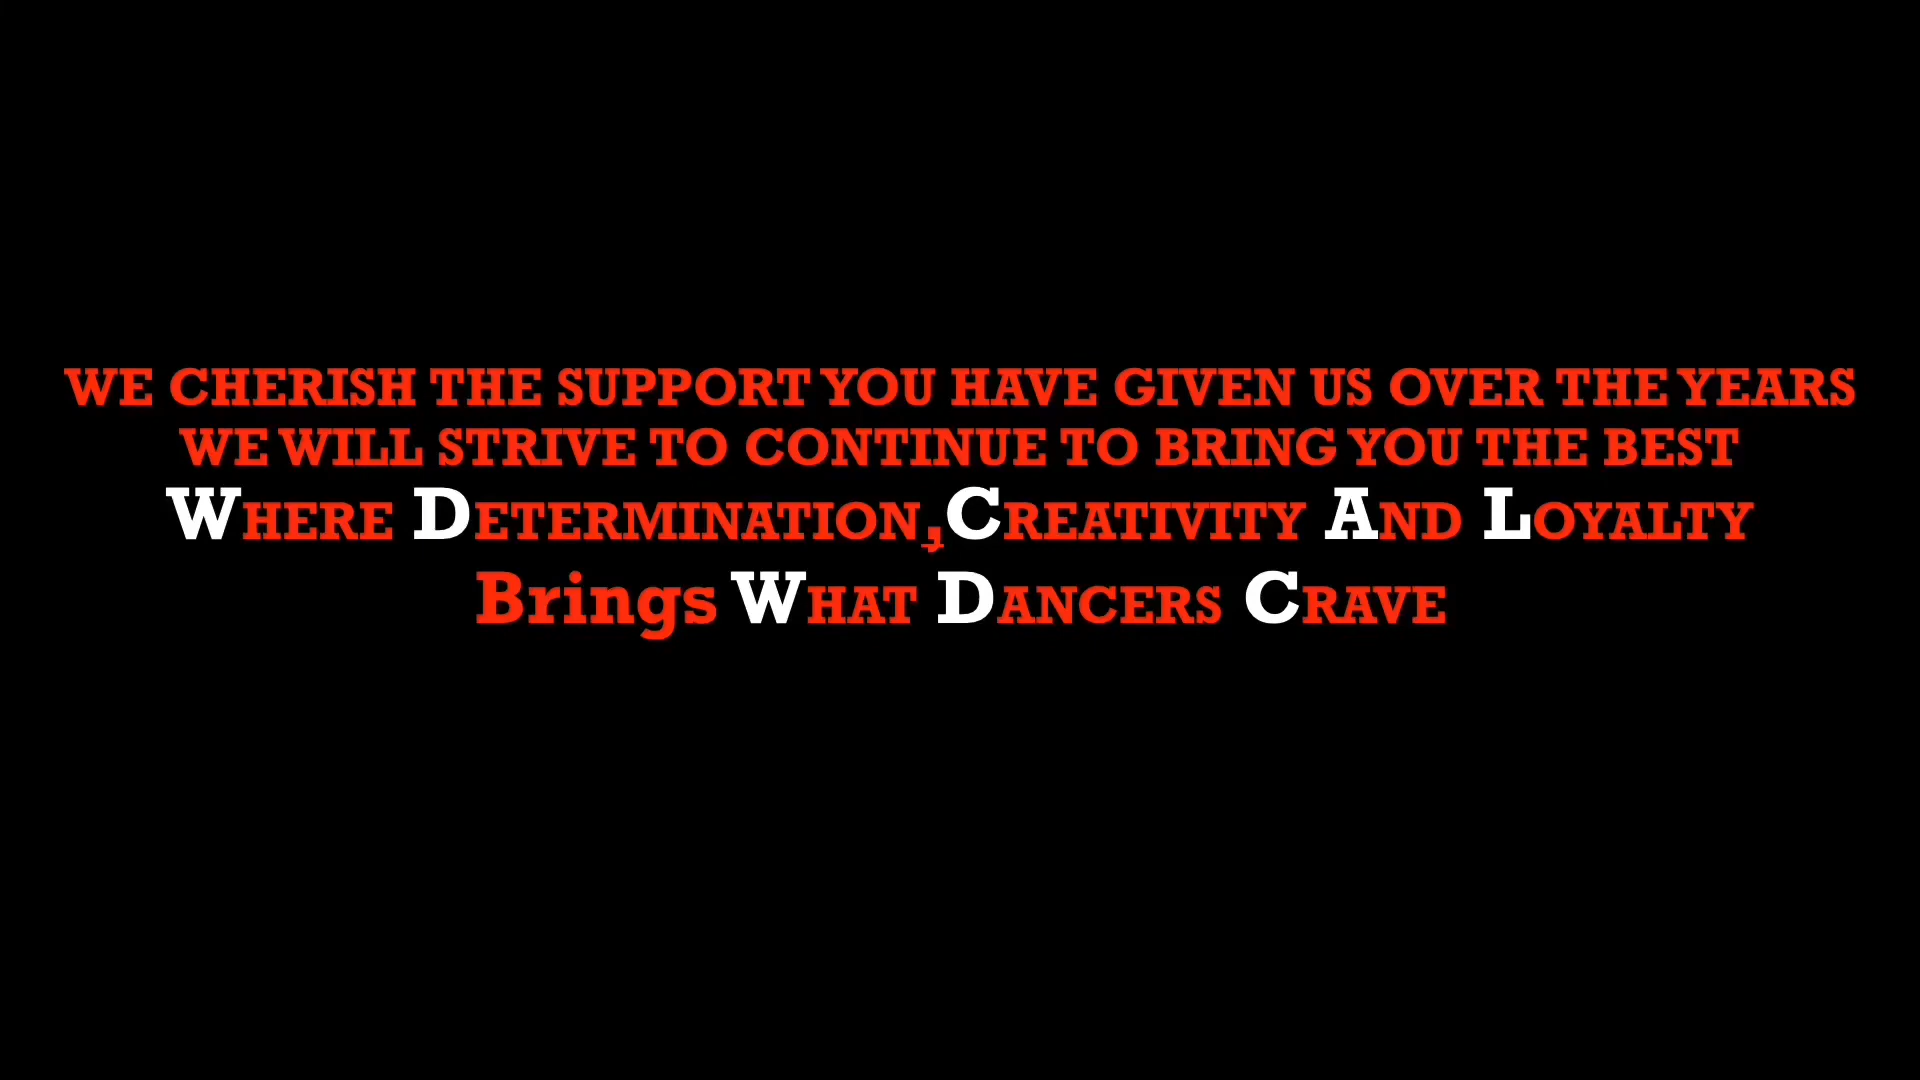 WE CHERISH THE SUPPORT YOU HAVE GIVEN US OVER THE YEARS
WE WILL STRIVE TO CONTINUE TO BRING YOU THE BEST
WHERE DETERMINATION,CREATIVITY AND LOYALTY
Brings WHAT DANCERS CRAVE